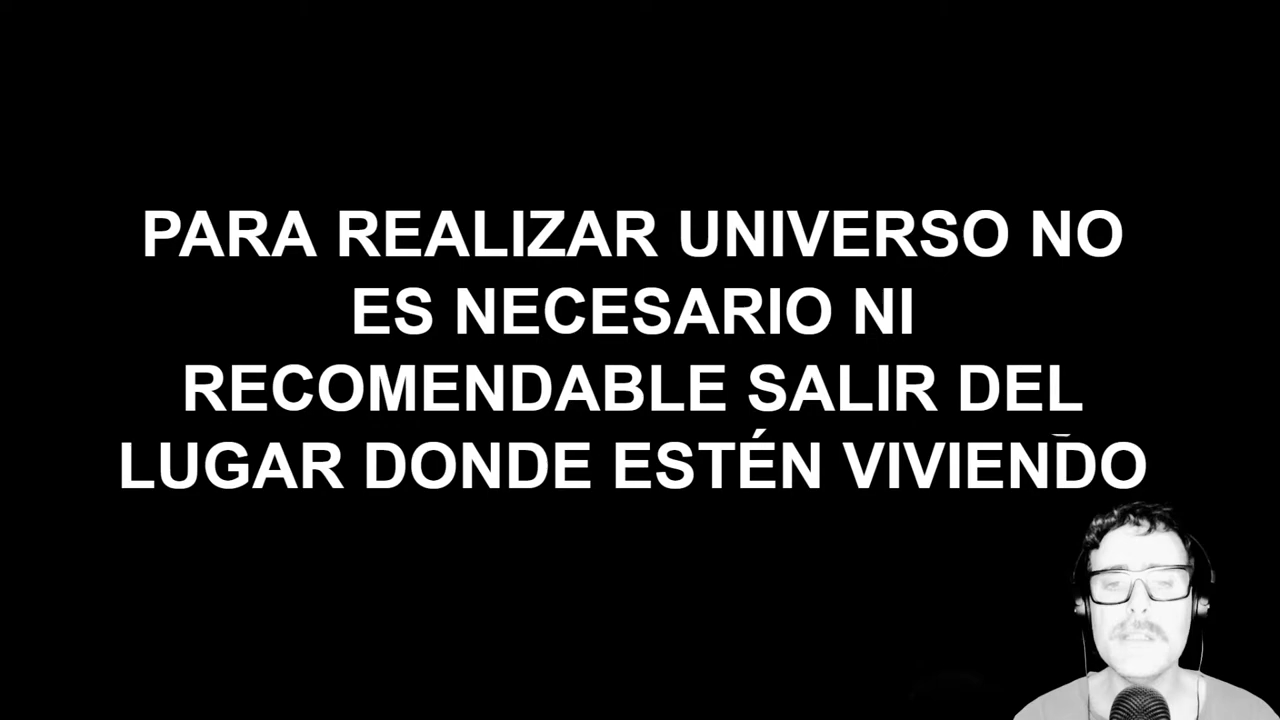 PARA REALIZAR UNIVERSO NO
ES NECESARIO NI
RECOMENDABLE SALIR DEL
LUGAR DONDE ESTÉN VIVIENDO